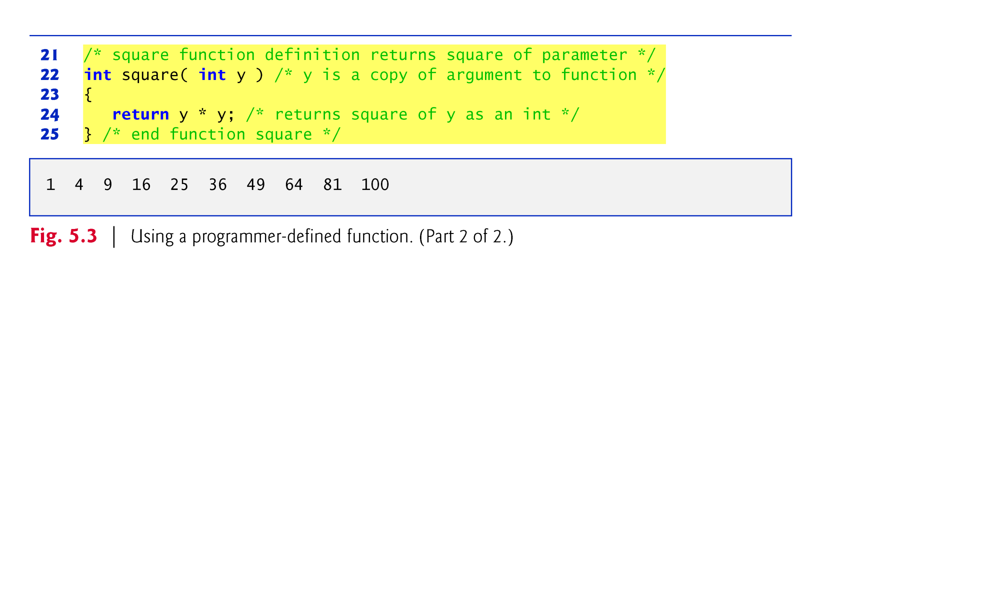 21 /* square function definition returns square of parameter */
22 int square( int y ) /* y is a copy of argument to function */
23 {
24    return y * y; /* returns square of y as an int */
25 } /* end function square */
1  4  9  16  25  36  49  64  81  100
Fig. 5.3 | Using a programmer-defined function. (Part 2 of 2.)